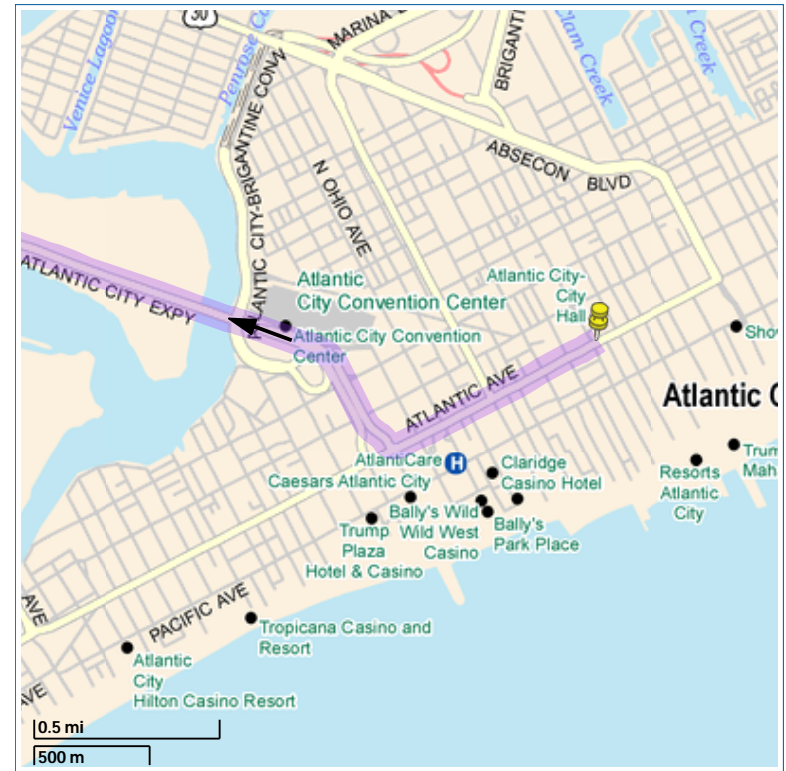 30
MARINA
Venice Lagoon
Penrose
BRIGANTI
Clam Creek
Creek
ATLANTIC CITY-BRIGANTINE CONN
ABSECON BLVD
N OHIO AVE
ATLANTIC CITY EXPY
Atlantic
City Convention Center
Atlantic City-
City
Hall
Atlantic City Convention
Center
Sho
ATLANTIC AVE
Atlantic C
AtlantiCare H
Caesars Atlantic City
Claridge
Casino Hotel
Trum
Mah
Resorts
Atlantic
City
Bally's Wild
Wild West
Casino
Bally's
Park Place
Trump
Plaza
Hotel & Casino
AVE
PACIFIC AVE
Tropicana Casino and
Resort
Atlantic
City
Hilton Casino Resort
AVE
0.5 mi
500 m